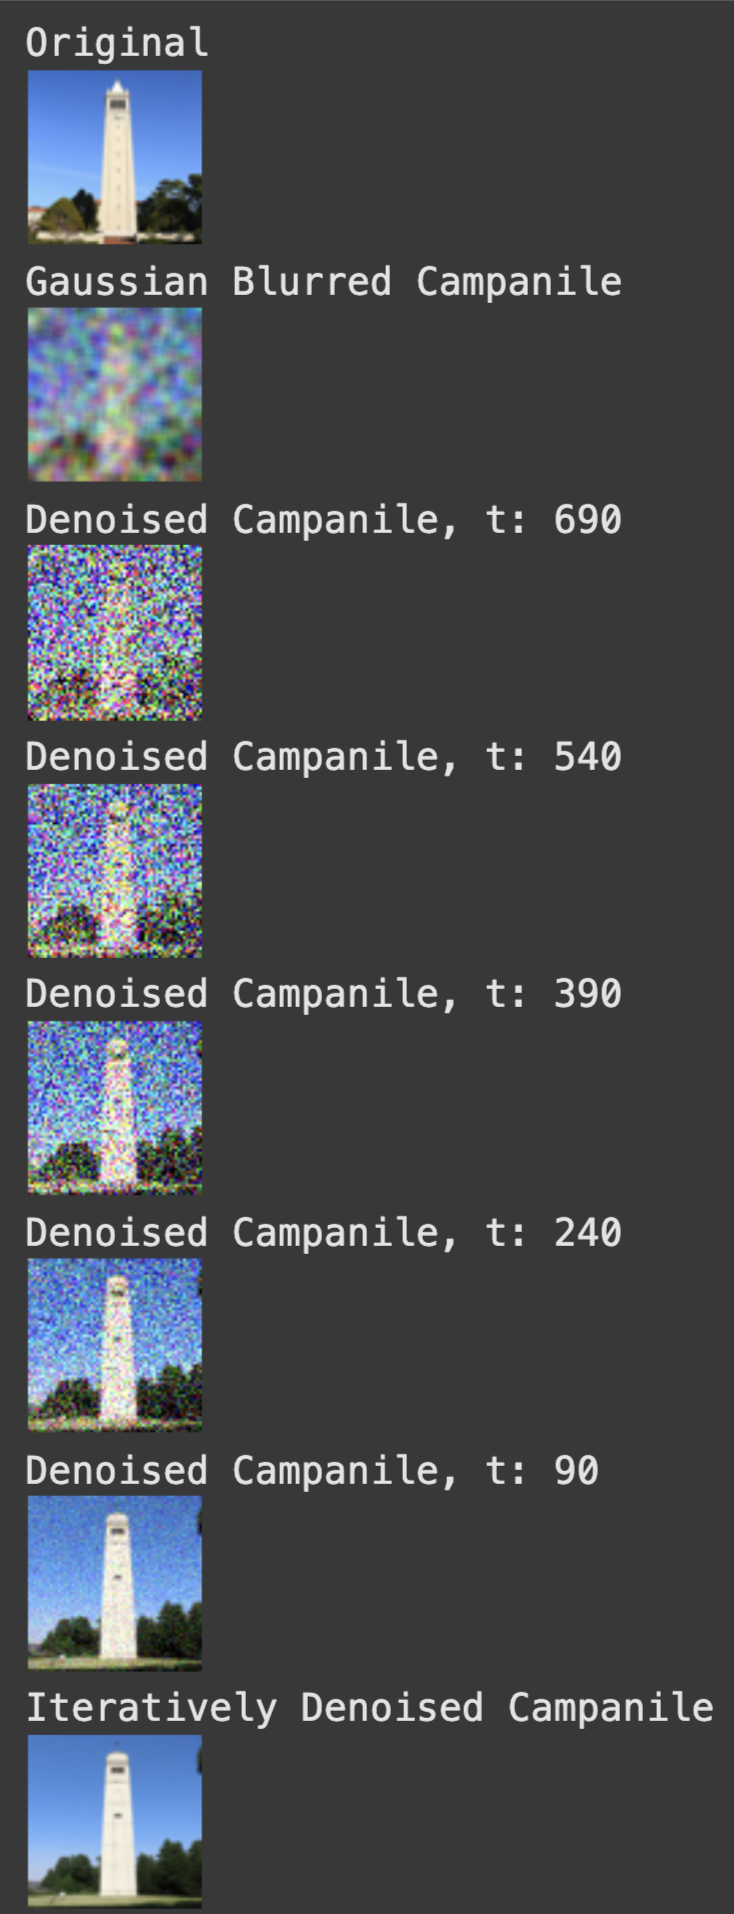 Original
Gaussian Blurred Campanile
Denoised Campanile, t: 690
Denoised Campanile, t: 540
Denoised Campanile, t: 390
Denoised Campanile, t: 240
Denoised Campanile, t: 90
Iteratively Denoised Campanile